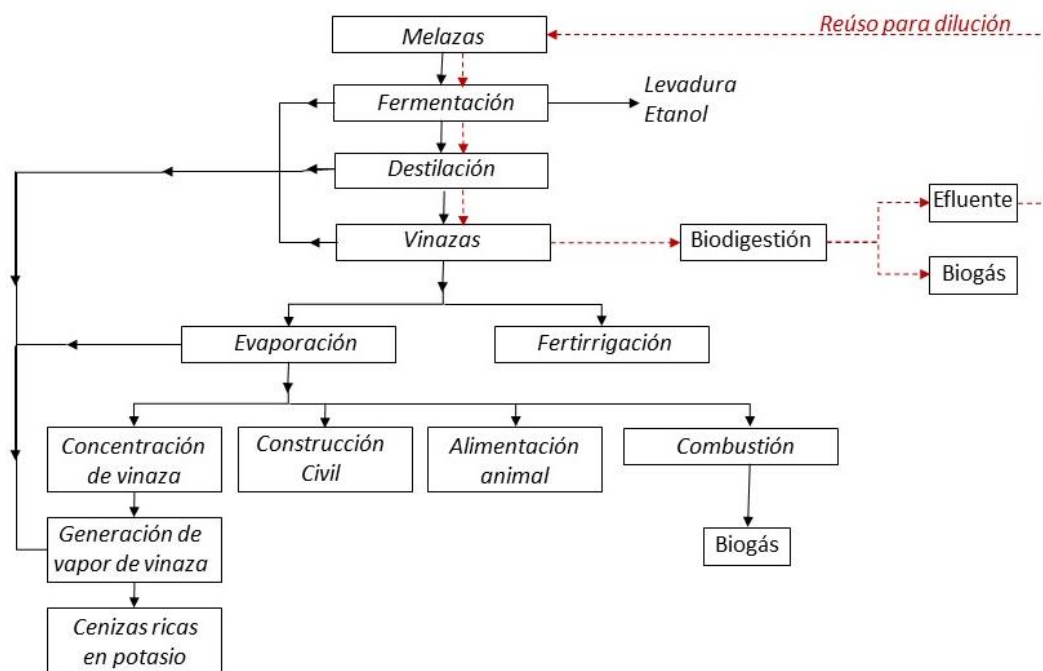 Reúso para dilución
Melazas
Fermentación
Levadura
Etanol
Destilación
Efluente
Vinazas
Biodigestión
Biogás
Evaporación
Fertirrigación
Concentración
de vinaza
Construcción
Civil
Alimentación
animal
Combustión
Generación de
vapor de vinaza
Biogás
Cenizas ricas
en potasio